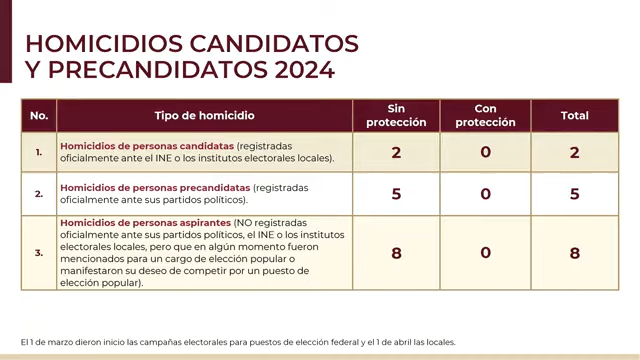 HOMICIDIOS CANDIDATOS
Y PRECANDIDATOS 2024
No.
Tipo de homicidio
Sin
protección
Con
protección
Total
1.
Homicidios de personas candidatas (registradas
oficialmente ante el INE o los institutos electorales locales).
2
0
2
2.
Homicidios de personas precandidatas (registradas
oficialmente ante sus partidos políticos).
5
0
5
3.
Homicidios de personas aspirantes (NO registradas
oficialmente ante sus partidos políticos, el INE o los institutos
electorales locales, pero que en algún momento fueron
mencionados para un cargo de elección popular o
manifestaron su deseo de competir por un puesto de
elección popular).
8
0
8
El 1 de marzo dieron inicio las campañas electorales para puestos de elección federal y el 1 de abril las locales.